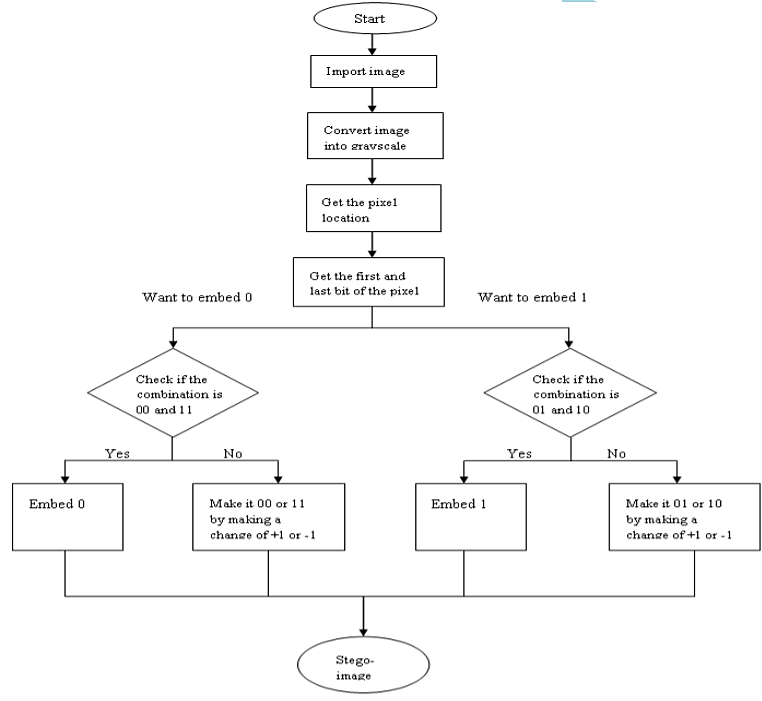 Start
Import image
Convert image
into grayscale
Get the pixel
location
Get the first and
last bit of the pixel
Want to embed 0
Want to embed 1
Check if the
combination is
00 and 11
Check if the
combination is
01 and 10
Yes
No
Yes
No
Embed 0
Make it 00 or 11
by making a
change of +1 or -1
Embed 1
Make it 01 or 10
by making a
change of +1 or -1
Stego-
image